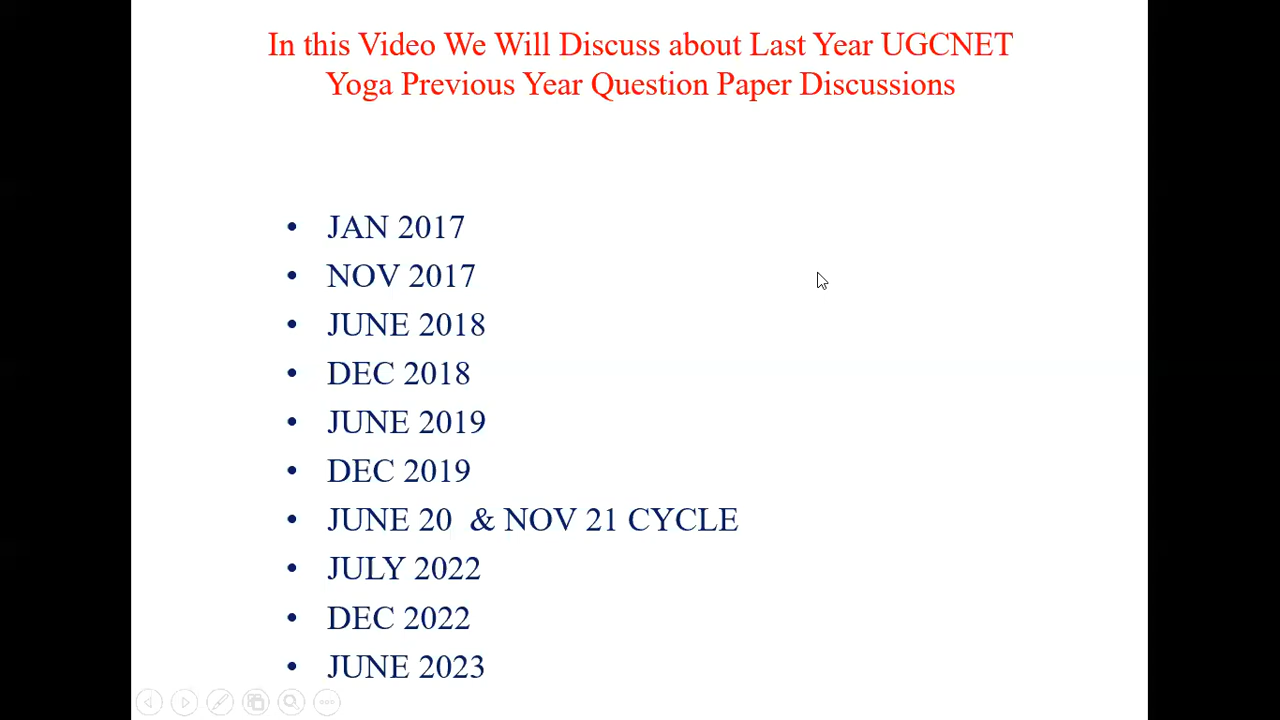 In this Video We Will Discuss about Last Year UGCNET
Yoga Previous Year Question Paper Discussions
• JAN 2017
• NOV 2017
• JUNE 2018
• DEC 2018
• JUNE 2019
• DEC 2019
• JUNE 20 & NOV 21 CYCLE
• JULY 2022
• DEC 2022
• JUNE 2023